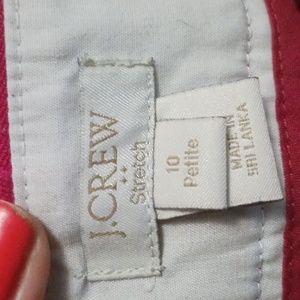 J.CREW
Stretch
10
Petite
MADE IN
SRI LANKA